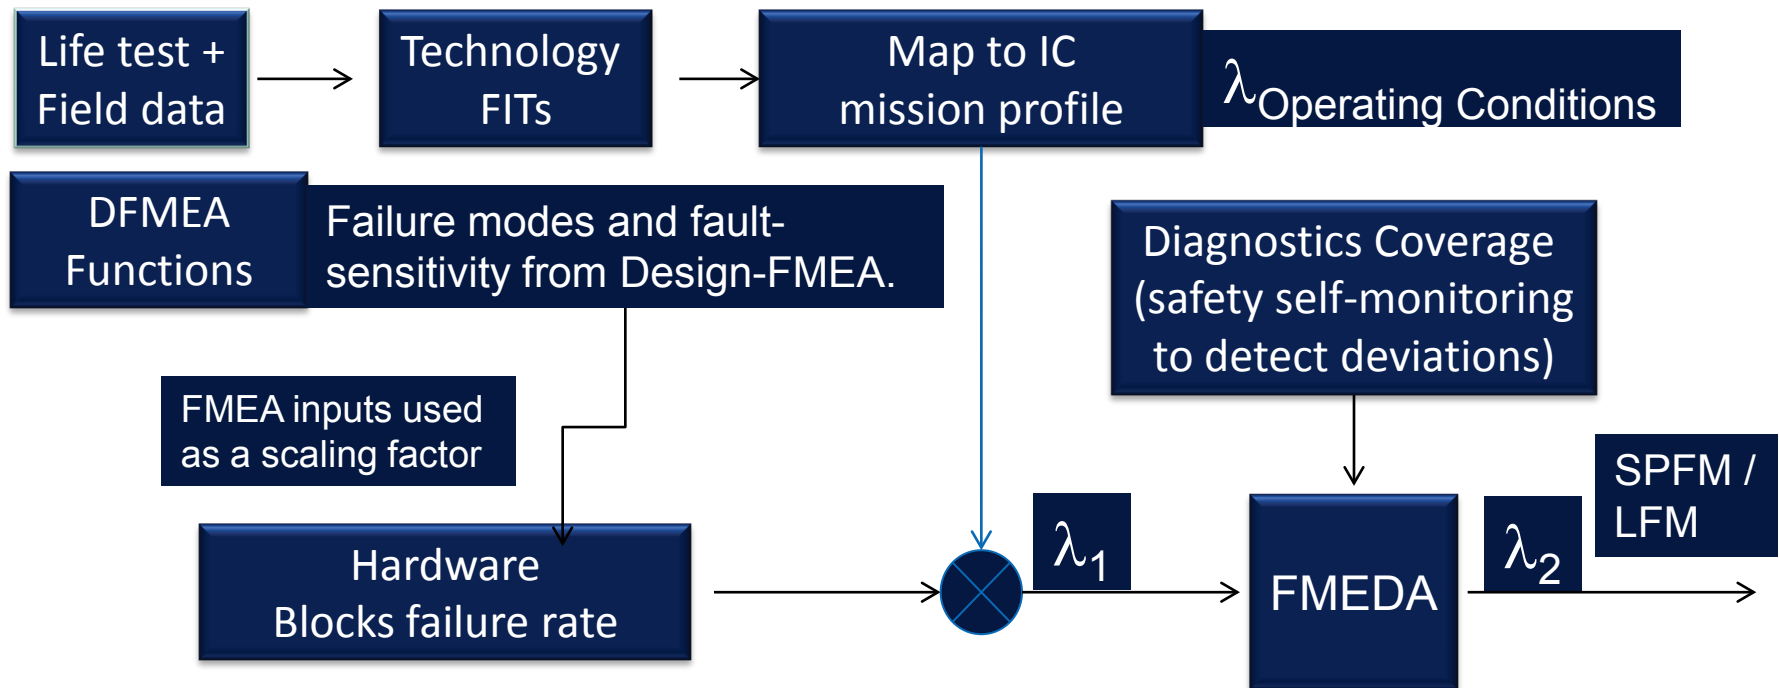 Life test +
Field data
Technology
FITs
Map to IC
mission profile
λOperating Conditions
DFMEA
Functions
Failure modes and fault-
sensitivity from Design-FMEA.
Diagnostics Coverage
(safety self-monitoring
to detect deviations)
FMEA inputs used
as a scaling factor
Hardware
Blocks failure rate
λ1
FMEDA
λ2
SPFM /
LFM